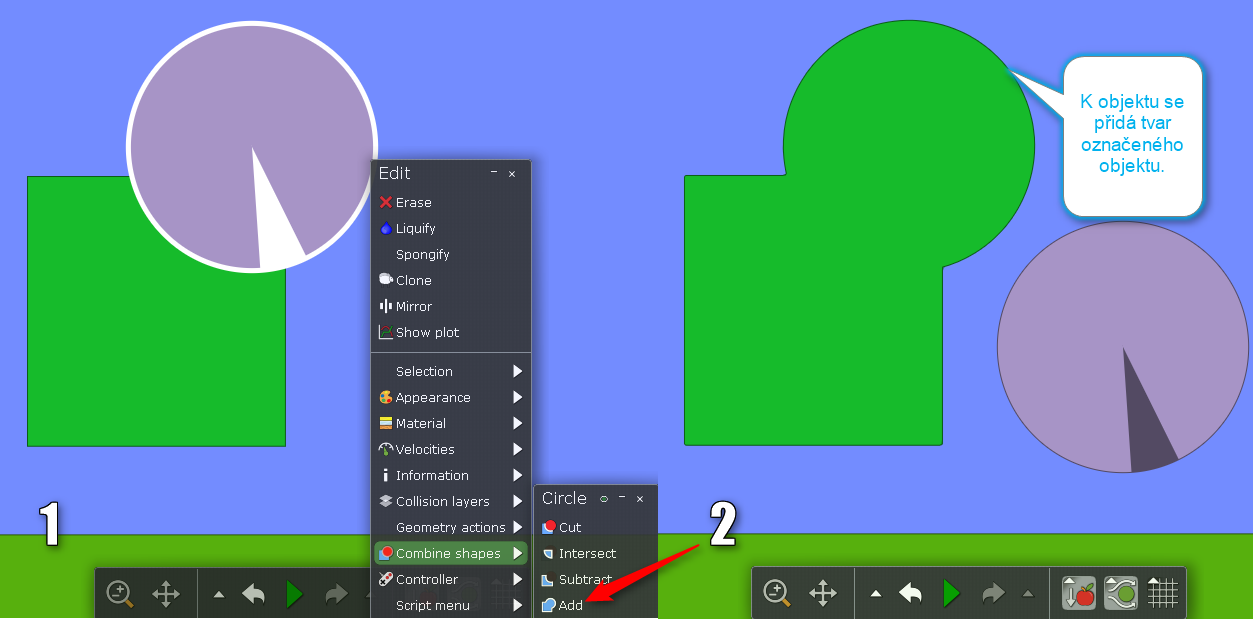 Edit
Erase
Liquify
Spongify
Clone
Mirror
Show plot
Selection
Appearance
Material
Velocities
Information
Collision layers
Geometry actions
Combine shapes
Controller
Script menu
Circle
Cut
Intersect
Subtract
Add
1
2
K objektu se
přidá tvar
označeného
objektu.